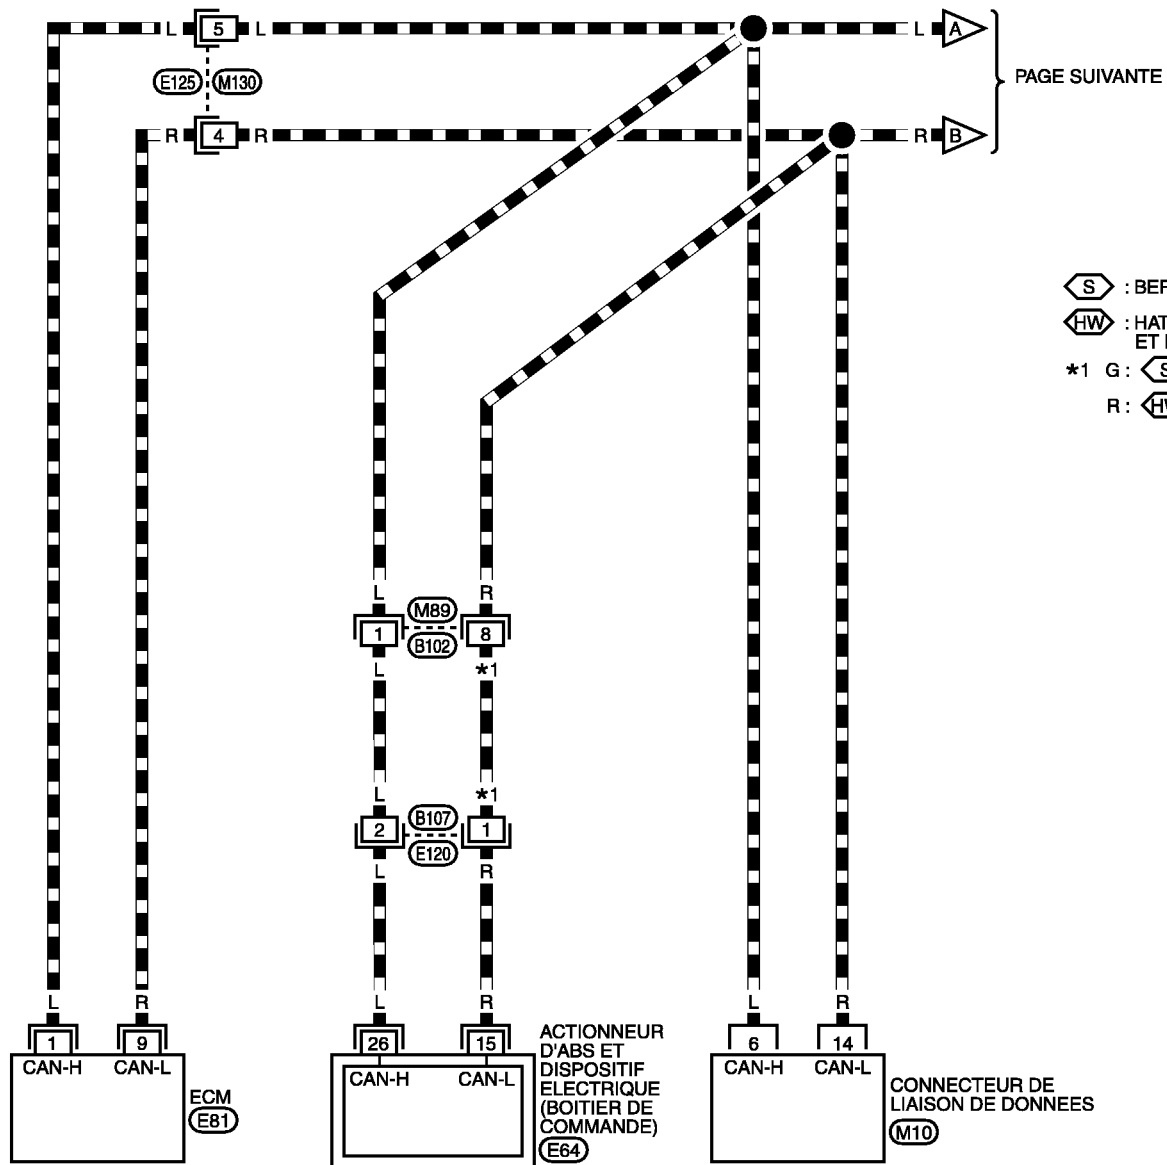 L 5 L L A
E125 M130
PAGE SUIVANTE
R 4 R R B
S : BER
HW : HAT
ET
*1 G : S
R : HW
L R
M89
1 8
B102
L *1
L *1
B107
2 1
E120
L R
L R L R L R
1 9 26 15 6 14
CAN-H CAN-L CAN-H CAN-L CAN-H CAN-L
ECM
E81
ACTIONNEUR
D'ABS ET
DISPOSITIF
ELECTRIQUE
(BOITIER DE
COMMANDE)
E64
CONNECTEUR DE
LIAISON DE DONNEES
M10